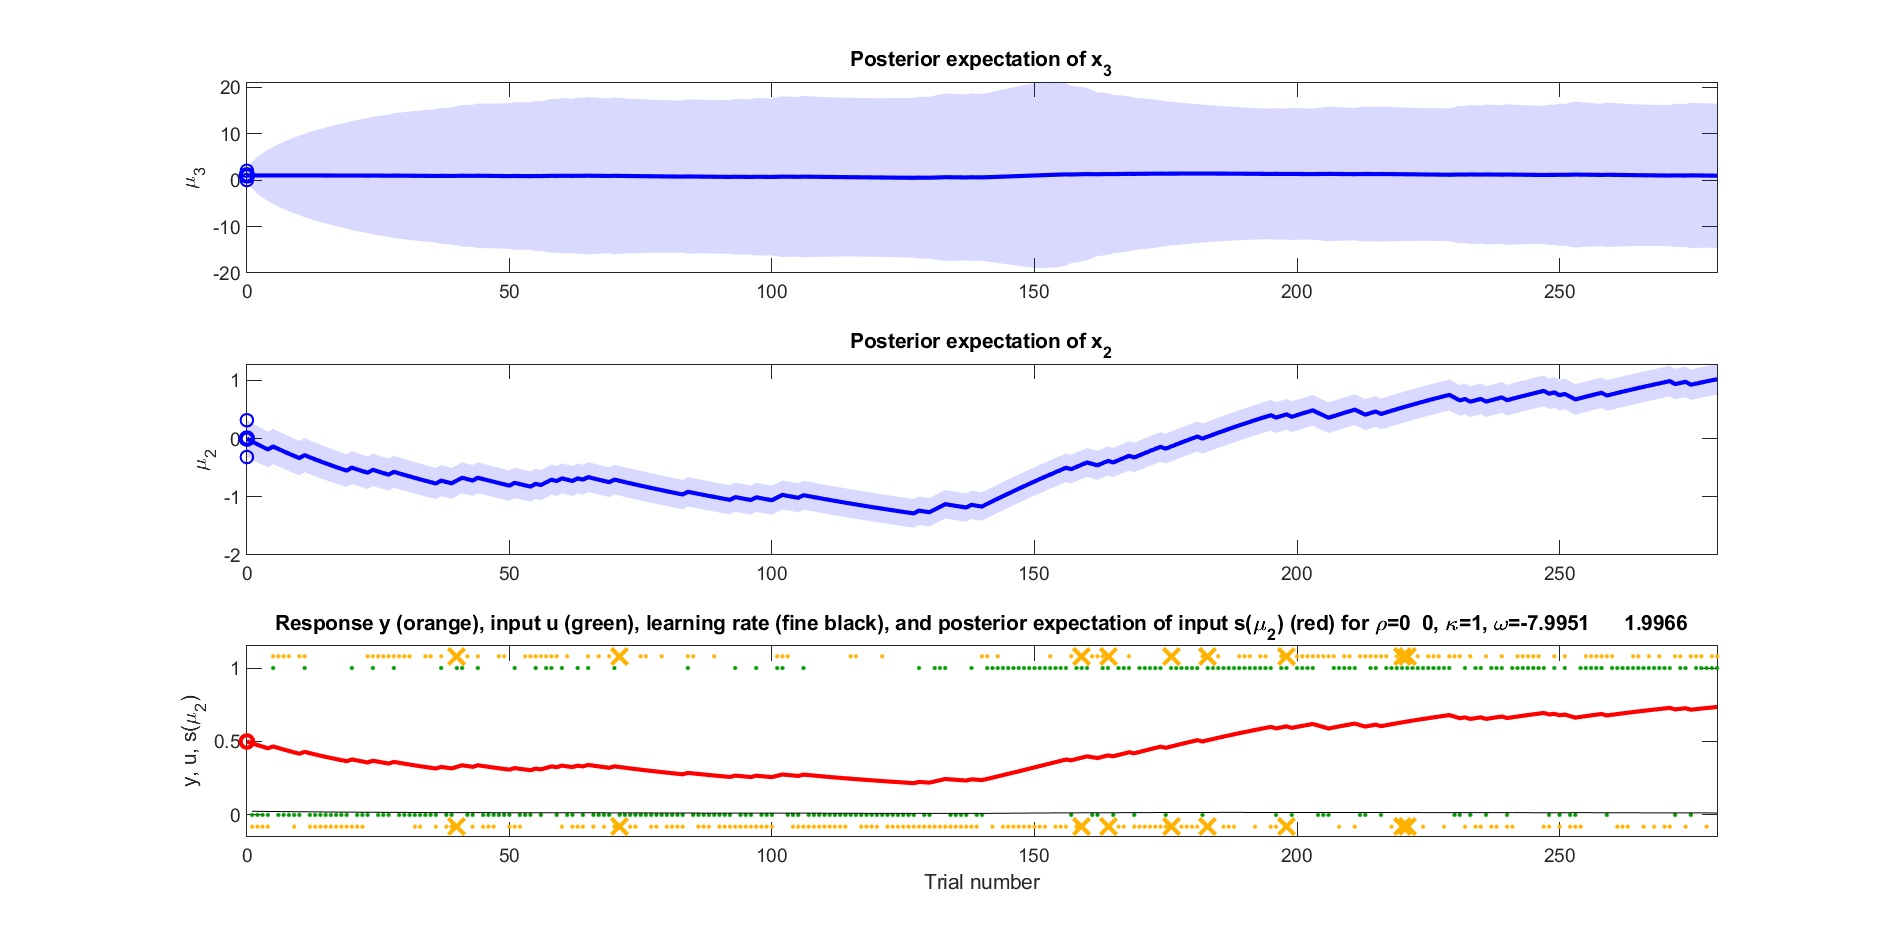 Posterior expectation of x₃
20
10
0
-10
-20
μ₃
0 50 100 150 200 250
Posterior expectation of x₂
1
0
-1
-2
μ₂
0 50 100 150 200 250
Response y (orange), input u (green), learning rate (fine black), and posterior expectation of input s(μ₂) (red) for ρ=0 0, κ=1, ω=-7.9951 1.9966
1
0.5
0
y, u, s(μ₂)
0 50 100 150 200 250
Trial number